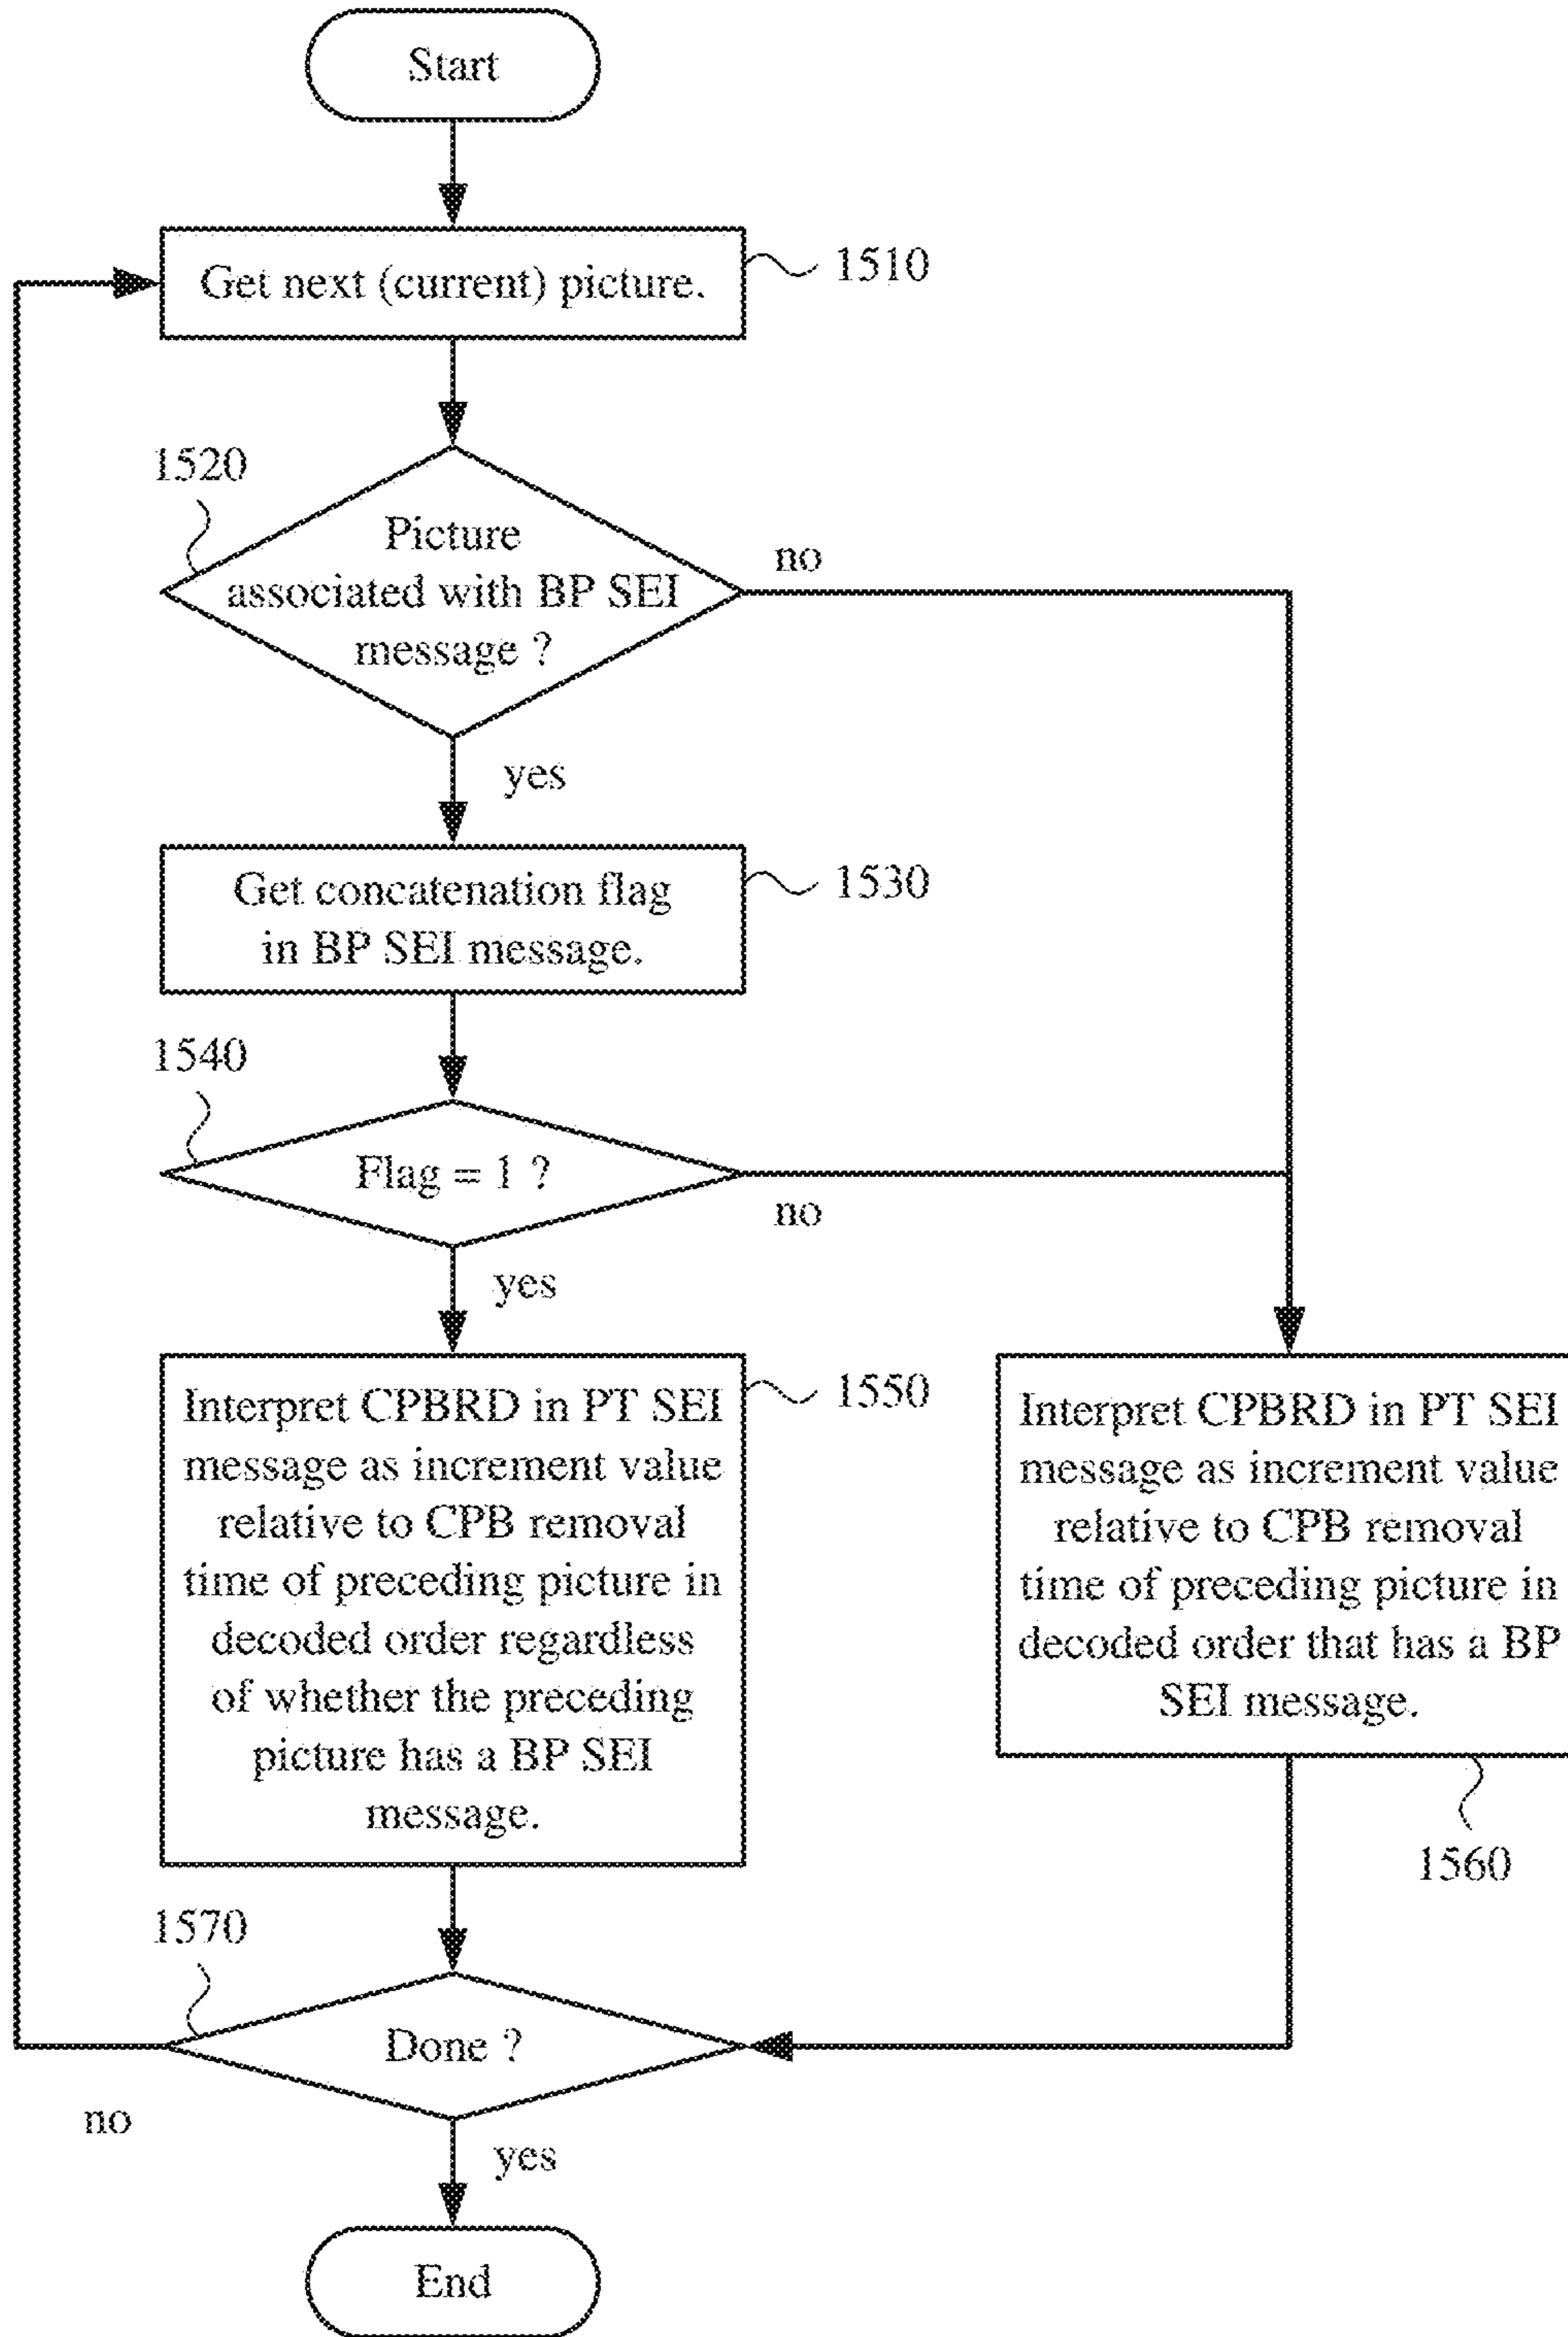 Start
Get next (current) picture.
1510
1520
Picture
associated with BP SEI
message ?
no
yes
Get concatenation flag
in BP SEI message.
1530
1540
Flag = 1 ?
no
yes
Interpret CPBRD in PT SEI
message as increment value
relative to CPB removal
time of preceding picture in
decoded order regardless
of whether the preceding
picture has a BP SEI
message.
1550
Interpret CPBRD in PT SEI
message as increment value
relative to CPB removal
time of preceding picture in
decoded order that has a BP
SEI message.
1560
1570
Done ?
no
yes
End